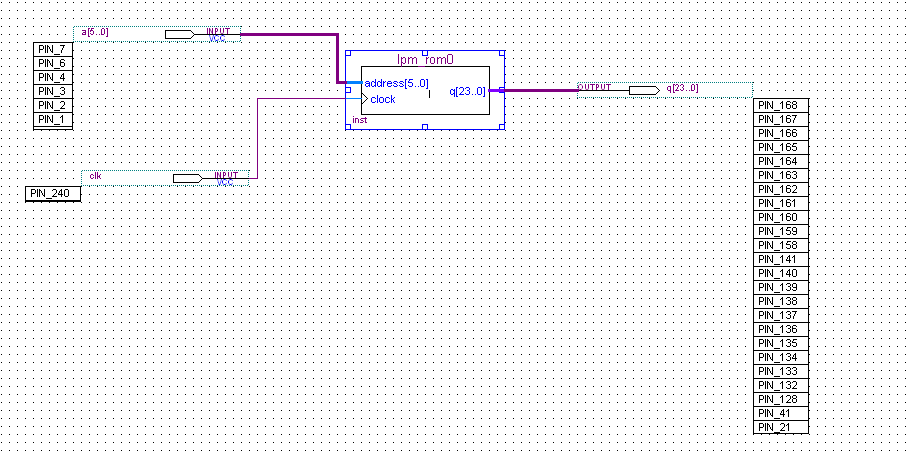 a[5..0]
INPUT
VCC
PIN_7
PIN_6
PIN_4
PIN_3
PIN_2
PIN_1
lpm_rom0
address[5..0]
q[23..0]
clock
inst
OUTPUT
q[23..0]
clk
INPUT
VCC
PIN_240
PIN_168
PIN_167
PIN_166
PIN_165
PIN_164
PIN_163
PIN_162
PIN_161
PIN_160
PIN_159
PIN_158
PIN_141
PIN_140
PIN_139
PIN_138
PIN_137
PIN_136
PIN_135
PIN_134
PIN_133
PIN_132
PIN_128
PIN_41
PIN_21